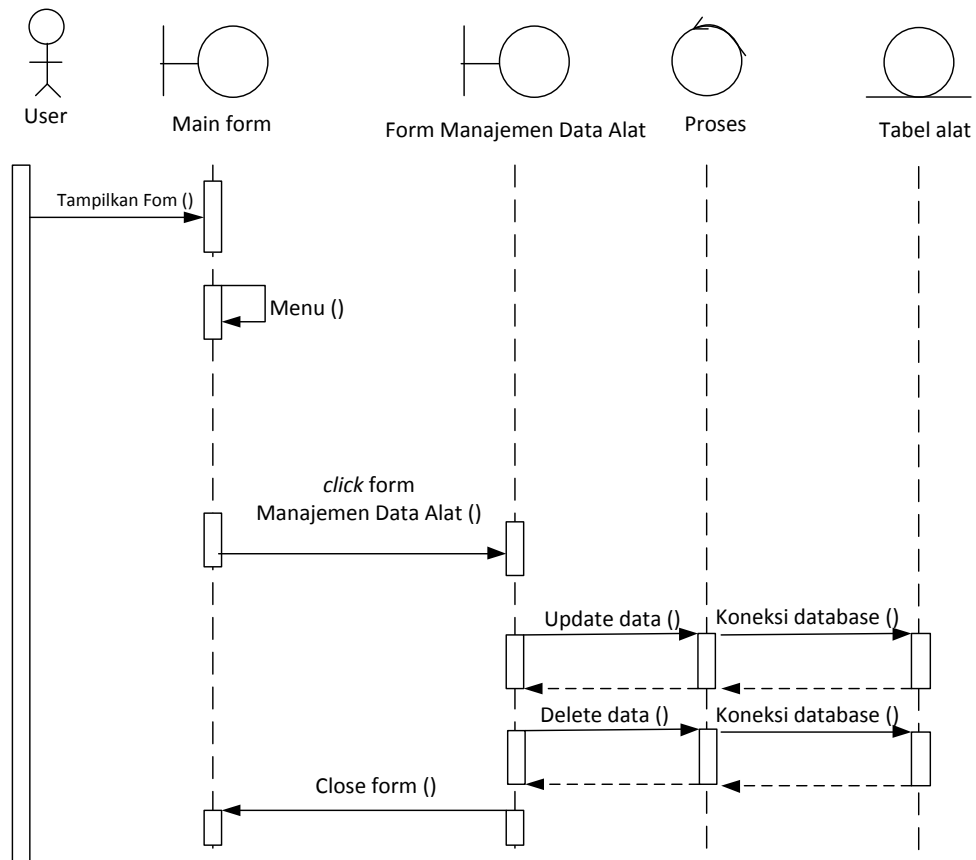 User
Main form
Form Manajemen Data Alat
Proses
Tabel alat
Tampilkan Fom ()
Menu ()
click form
Manajemen Data Alat ()
Update data ()
Koneksi database ()
Delete data ()
Koneksi database ()
Close form ()